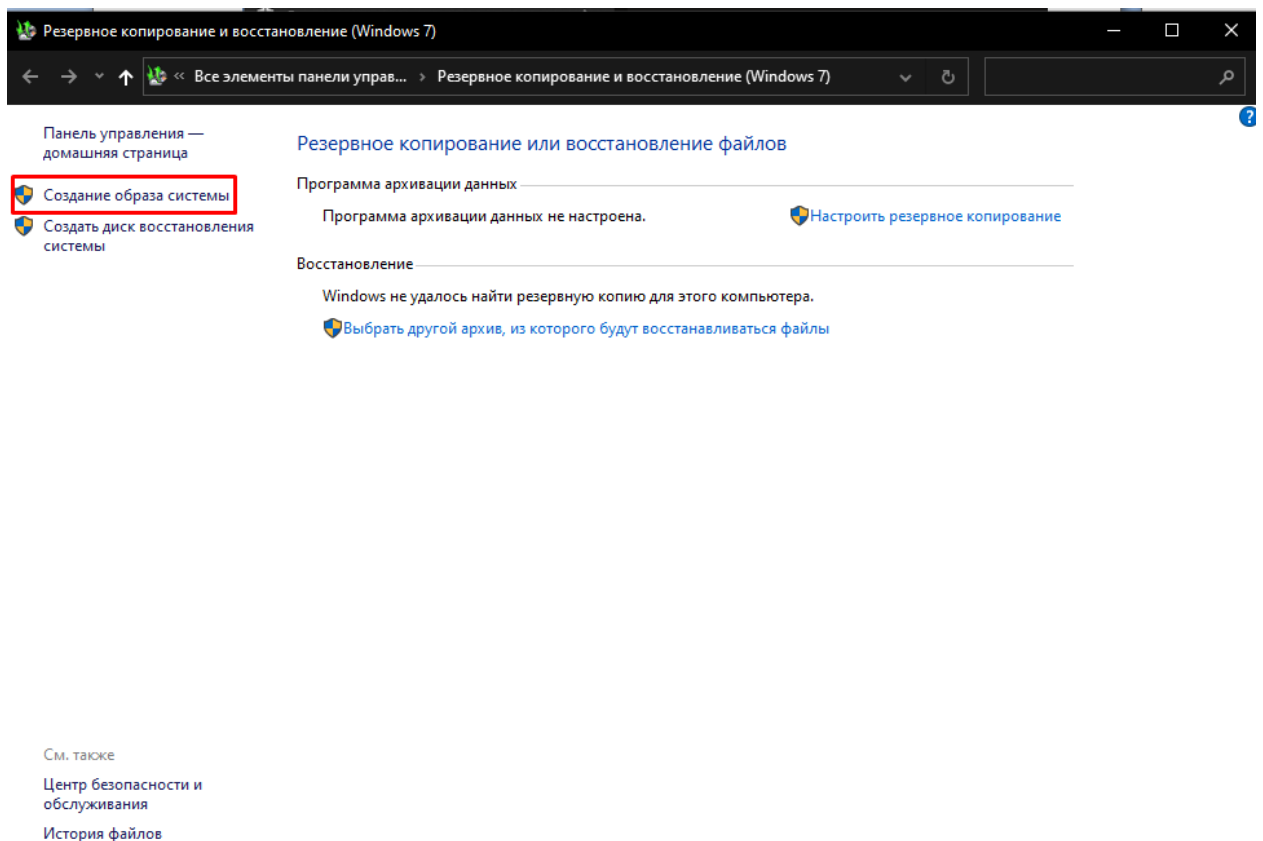 Резервное копирование и восстановление (Windows 7)
« Все элементы панели управ... › Резервное копирование и восстановление (Windows 7)
Панель управления —
домашняя страница
Создание образа системы
Создать диск восстановления
системы
Резервное копирование или восстановление файлов
Программа архивации данных
Программа архивации данных не настроена. Настроить резервное копирование
Восстановление
Windows не удалось найти резервную копию для этого компьютера.
Выбрать другой архив, из которого будут восстанавливаться файлы
См. также
Центр безопасности и
обслуживания
История файлов